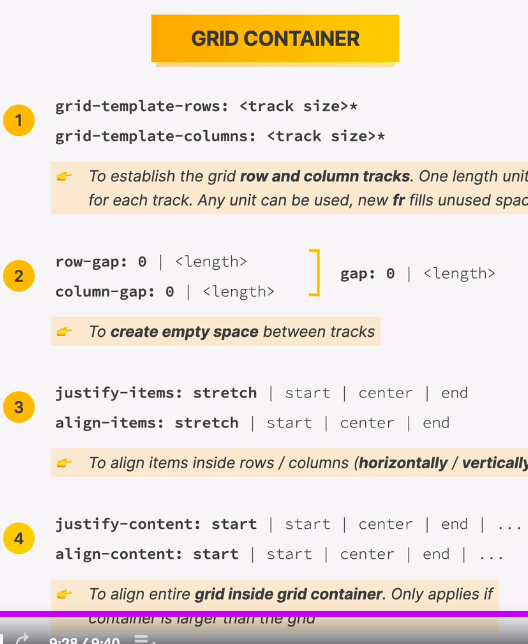 GRID CONTAINER
1
grid-template-rows: <track size>*
grid-template-columns: <track size>*
To establish the grid row and column tracks. One length unit
for each track. Any unit can be used, new fr fills unused spac
2
row-gap: 0 | <length>
column-gap: 0 | <length>
gap: 0 | <length>
To create empty space between tracks
3
justify-items: stretch | start | center | end
align-items: stretch | start | center | end
To align items inside rows / columns (horizontally / vertically
4
justify-content: start | start | center | end | ...
align-content: start | start | center | end | ...
To align entire grid inside grid container. Only applies if
container is larger than the grid
9:28 / 9:40